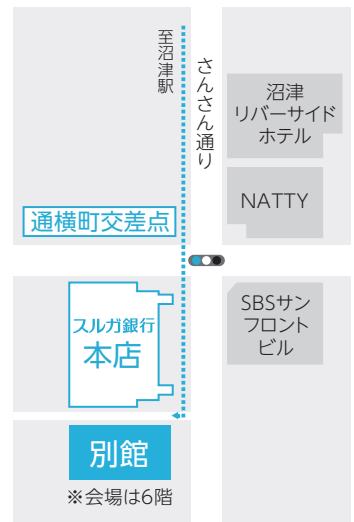 至沼津駅
さんさん通り
沼津
リバーサイド
ホテル
NATTY
通横町交差点
スルガ銀行
本店
SBSサン
フロント
ビル
別館
※会場は6階